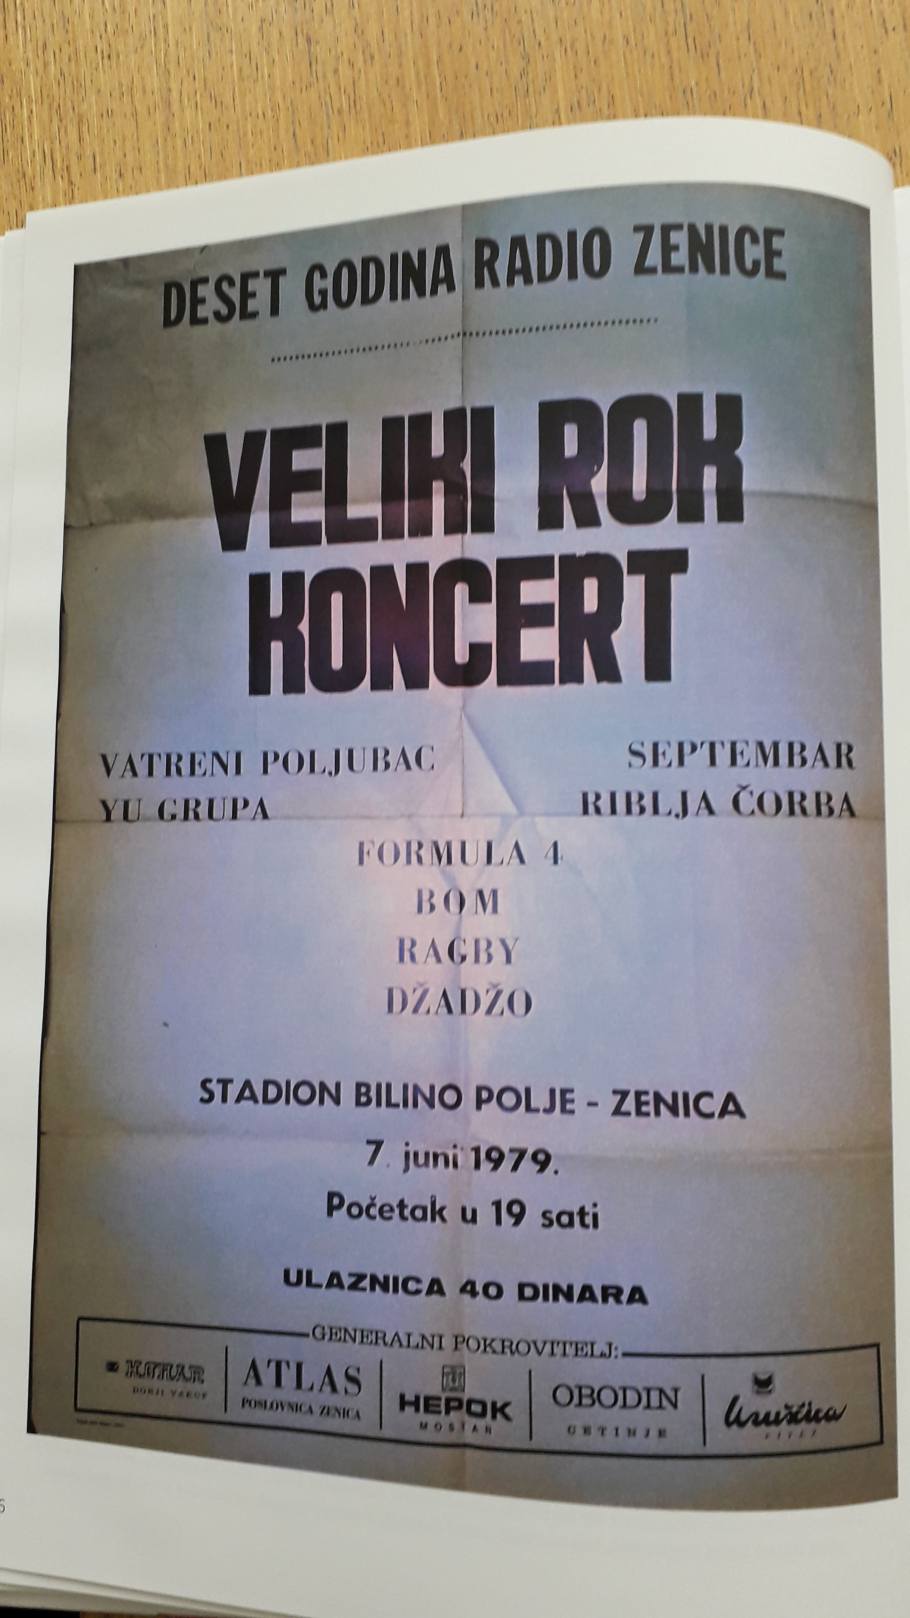 DESET GODINA RADIO ZENICE
VELIKI ROK
KONCERT
VATRENI POLJUBAC
SEPTEMBAR
YU GRUPA
RIBLJA ČORBA
FORMULA 4
BOM
RAGBY
DŽADŽO
STADION BILINO POLJE - ZENICA
7. juni 1979.
Početak u 19 sati
ULAZNICA 40 DINARA
GENERALNI POKROVITELJ:
DONJI VAKUF
ATLAS
POSLOVNICA ZENICA
HEPOK
MOSTAR
OBODIN
CETINJE